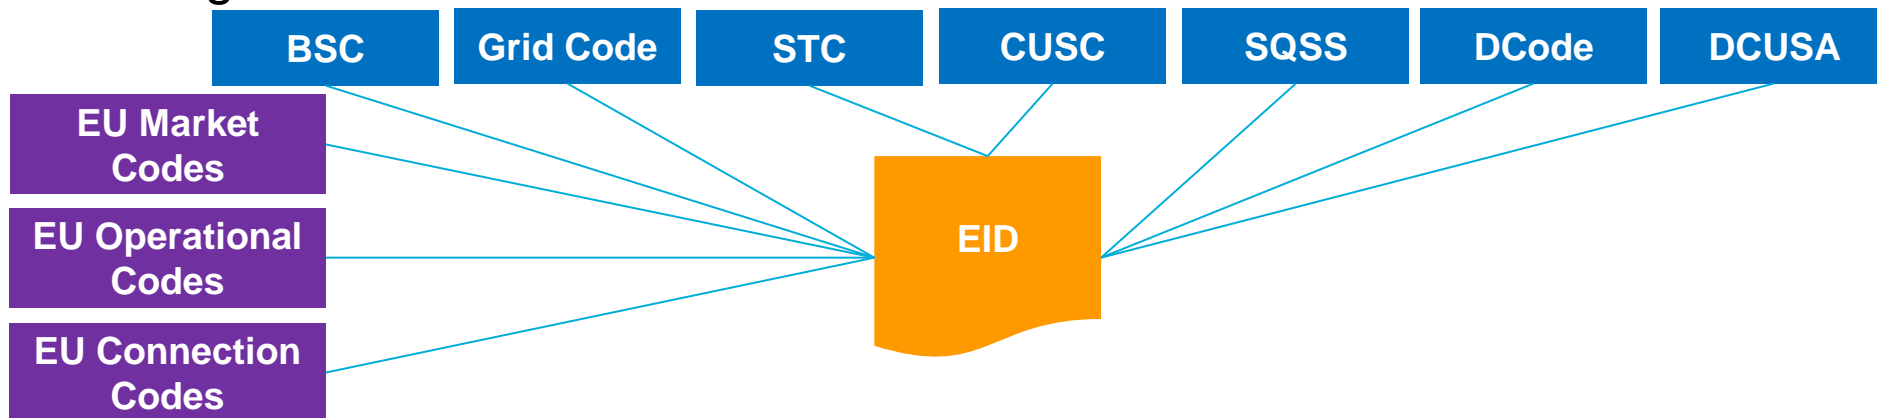 BSC
Grid Code
STC
CUSC
SQSS
DCode
DCUSA
EU Market
Codes
EU Operational
Codes
EU Connection
Codes
EID